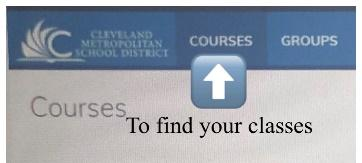 CLEVELAND
METROPOLITAN
SCHOOL DISTRICT
COURSES
GROUPS
Courses
To find your classes